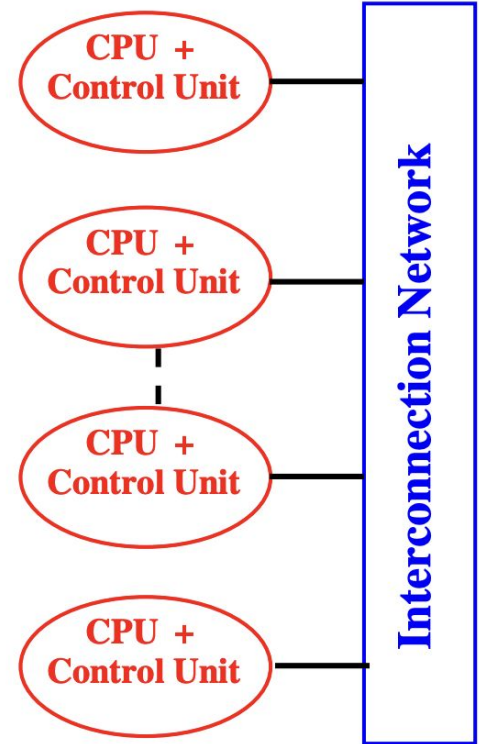 CPU +
Control Unit
CPU +
Control Unit
CPU +
Control Unit
CPU +
Control Unit
Interconnection Network